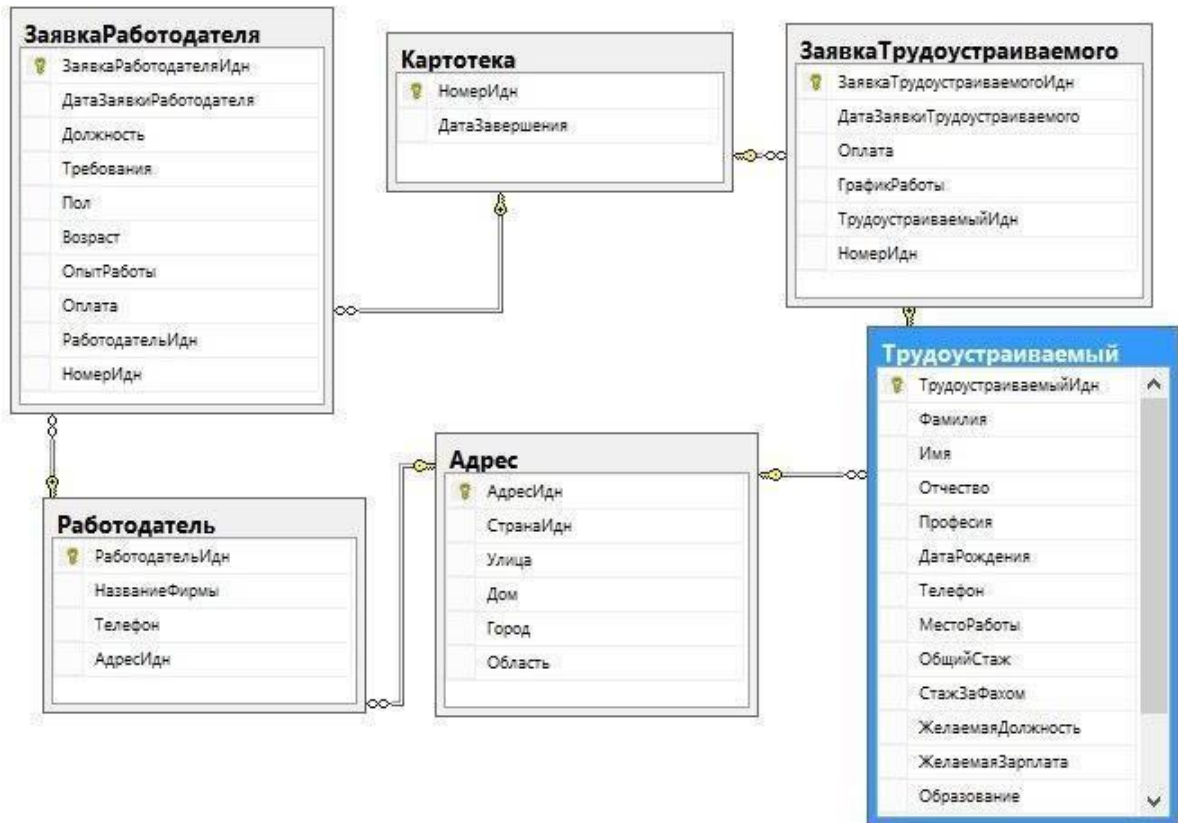 ЗаявкаРаботодателя
ЗаявкаРаботодателяИдн
ДатаЗаявкиРаботодателя
Должность
Требования
Пол
Возраст
ОпытРаботы
Оплата
РаботодательИдн
НомерИдн
Картотека
НомерИдн
ДатаЗавершения
ЗаявкаТрудоустраиваемого
ЗаявкаТрудоустраиваемогоИдн
ДатаЗаявкиТрудоустраиваемого
Оплата
ГрафикРаботы
ТрудоустраиваемыйИдн
НомерИдн
Работодатель
РаботодательИдн
НазваниеФирмы
Телефон
АдресИдн
Адрес
АдресИдн
СтранаИдн
Улица
Дом
Город
Область
Трудоустраиваемый
ТрудоустраиваемыйИдн
Фамилия
Имя
Отчество
Професия
ДатаРождения
Телефон
МестоРаботы
ОбщийСтаж
СтажЗаФахом
ЖелаемаяДолжность
ЖелаемаяЗарплата
Образование